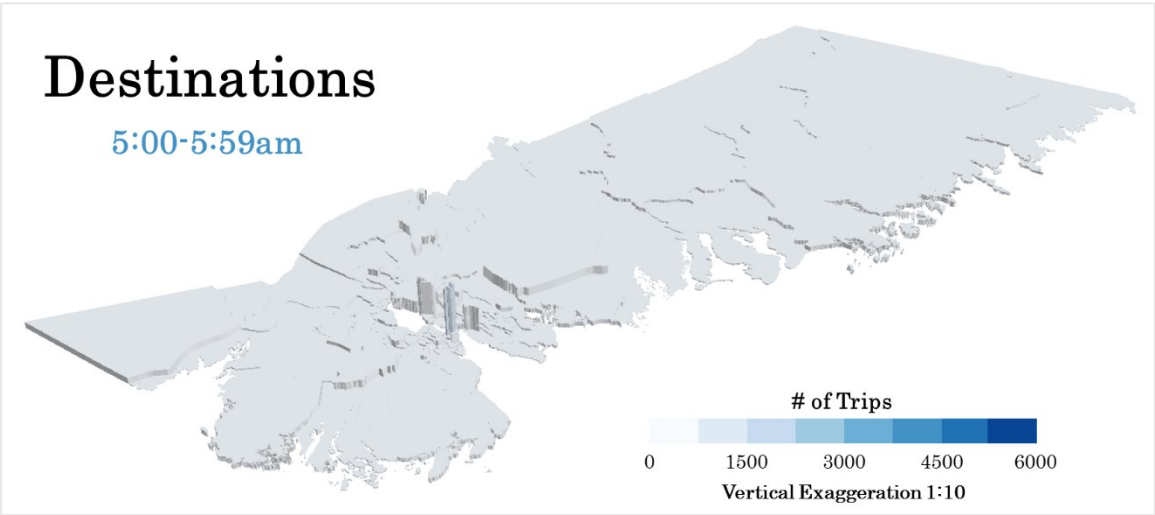 Destinations
5:00-5:59am
# of Trips
0 1500 3000 4500 6000
Vertical Exaggeration 1:10